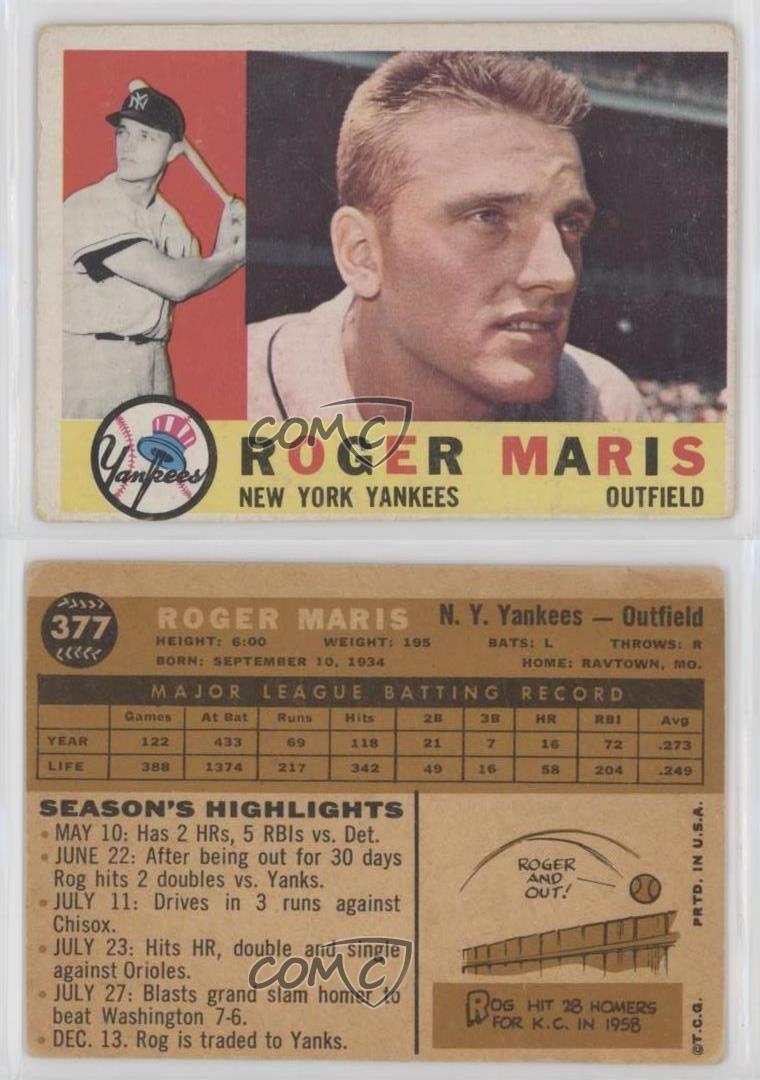 NY
COMC
Yankees
ROGER MARIS
NEW YORK YANKEES OUTFIELD
377
ROGER MARIS N. Y. Yankees — Outfield
HEIGHT: 6:00 WEIGHT: 195 BATS: L THROWS: R
BORN: SEPTEMBER 10, 1934 HOME: RAYTOWN, MO.
MAJOR LEAGUE BATTING RECORD
Games At Bat Runs Hits 2B 3B HR RBI Avg
YEAR 122 433 69 118 21 7 16 72 .273
LIFE 388 1374 217 342 49 16 58 204 .249
SEASON'S HIGHLIGHTS
• MAY 10: Has 2 HRs, 5 RBIs vs. Det.
• JUNE 22: After being out for 30 days
Rog hits 2 doubles vs. Yanks.
• JULY 11: Drives in 3 runs against
Chisox.
• JULY 23: Hits HR, double and single
against Orioles.
• JULY 27: Blasts grand slam homer to
beat Washington 7-6.
• DEC. 13. Rog is traded to Yanks.
COMC
ROGER
AND
OUT!
ROG HIT 28 HOMERS
FOR K.C. IN 1958
©T.C.G. PRTD. IN U.S.A.